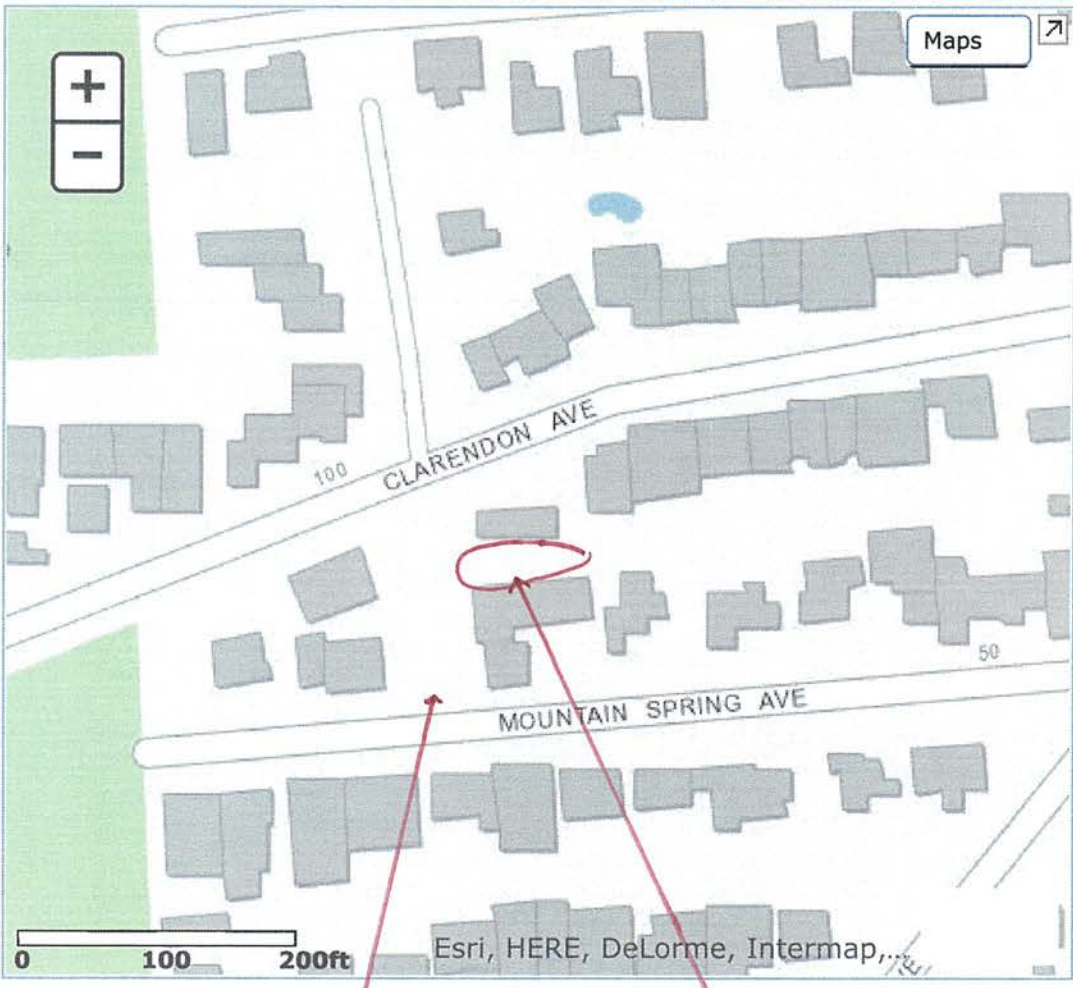 Maps
+
−
100
CLARENDON AVE
50
MOUNTAIN SPRING AVE
0 100 200ft
Esri, HERE, DeLorme, Intermap,...